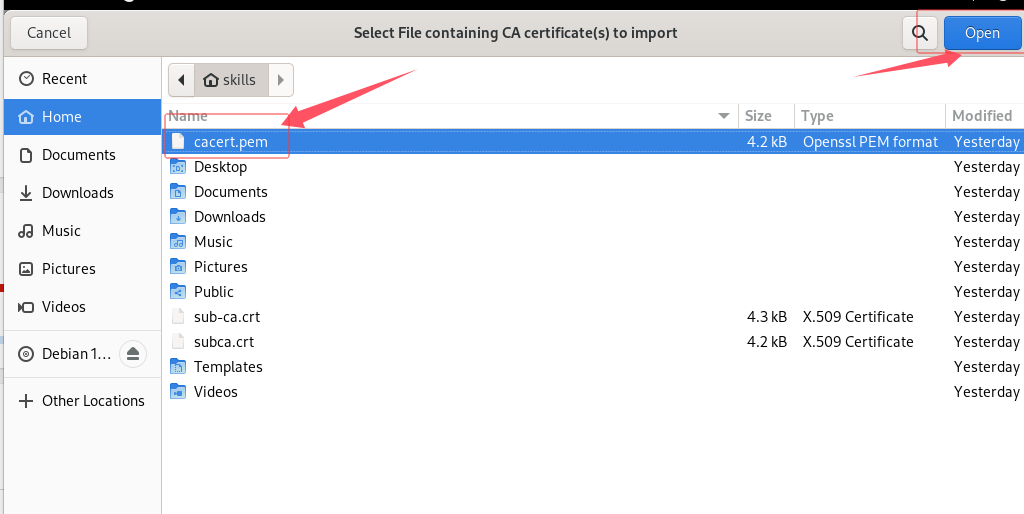 Cancel
Select File containing CA certificate(s) to import
Open
Recent
Home
Documents
Downloads
Music
Pictures
Videos
Debian 1...
Other Locations
skills
Name Size Type Modified
cacert.pem 4.2 kB Openssl PEM format Yesterday
Desktop Yesterday
Documents Yesterday
Downloads Yesterday
Music Yesterday
Pictures Yesterday
Public Yesterday
sub-ca.crt 4.3 kB X.509 Certificate Yesterday
subca.crt 4.2 kB X.509 Certificate Yesterday
Templates Yesterday
Videos Yesterday